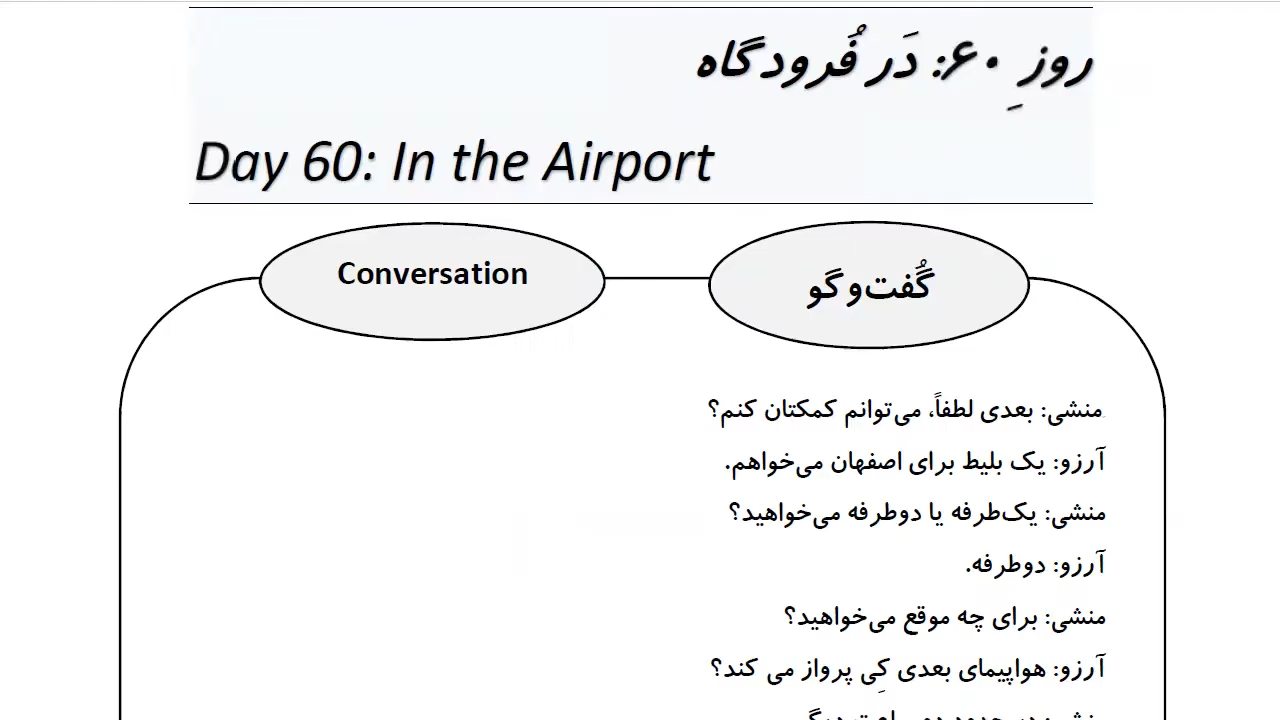 روزِ ۶۰: دَر فُرودگاه
Day 60: In the Airport
Conversation
گُفت‌وگو
منشی: بعدی لطفاً، می‌توانم کمکتان کنم؟
آرزو: یک بلیط برای اصفهان می‌خواهم.
منشی: یک‌طرفه یا دوطرفه می‌خواهید؟
آرزو: دوطرفه.
منشی: برای چه موقع می‌خواهید؟
آرزو: هواپیمای بعدی کِی پرواز می کند؟